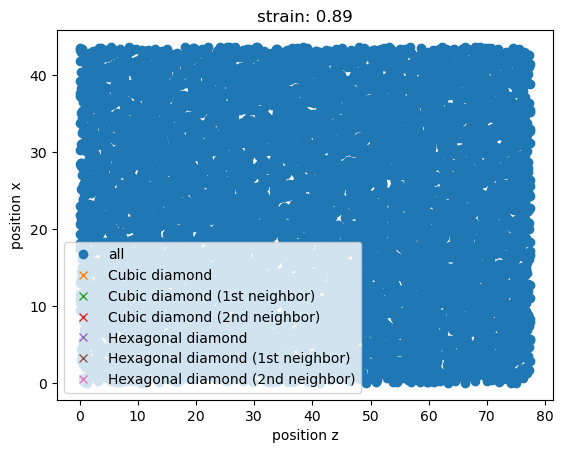 strain: 0.89
position x
40
30
20
10
0
all
Cubic diamond
Cubic diamond (1st neighbor)
Cubic diamond (2nd neighbor)
Hexagonal diamond
Hexagonal diamond (1st neighbor)
Hexagonal diamond (2nd neighbor)
0 10 20 30 40 50 60 70 80
position z